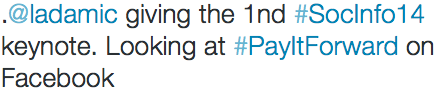 .@ladamic giving the 1nd #SocInfo14
keynote. Looking at #PayItForward on
Facebook